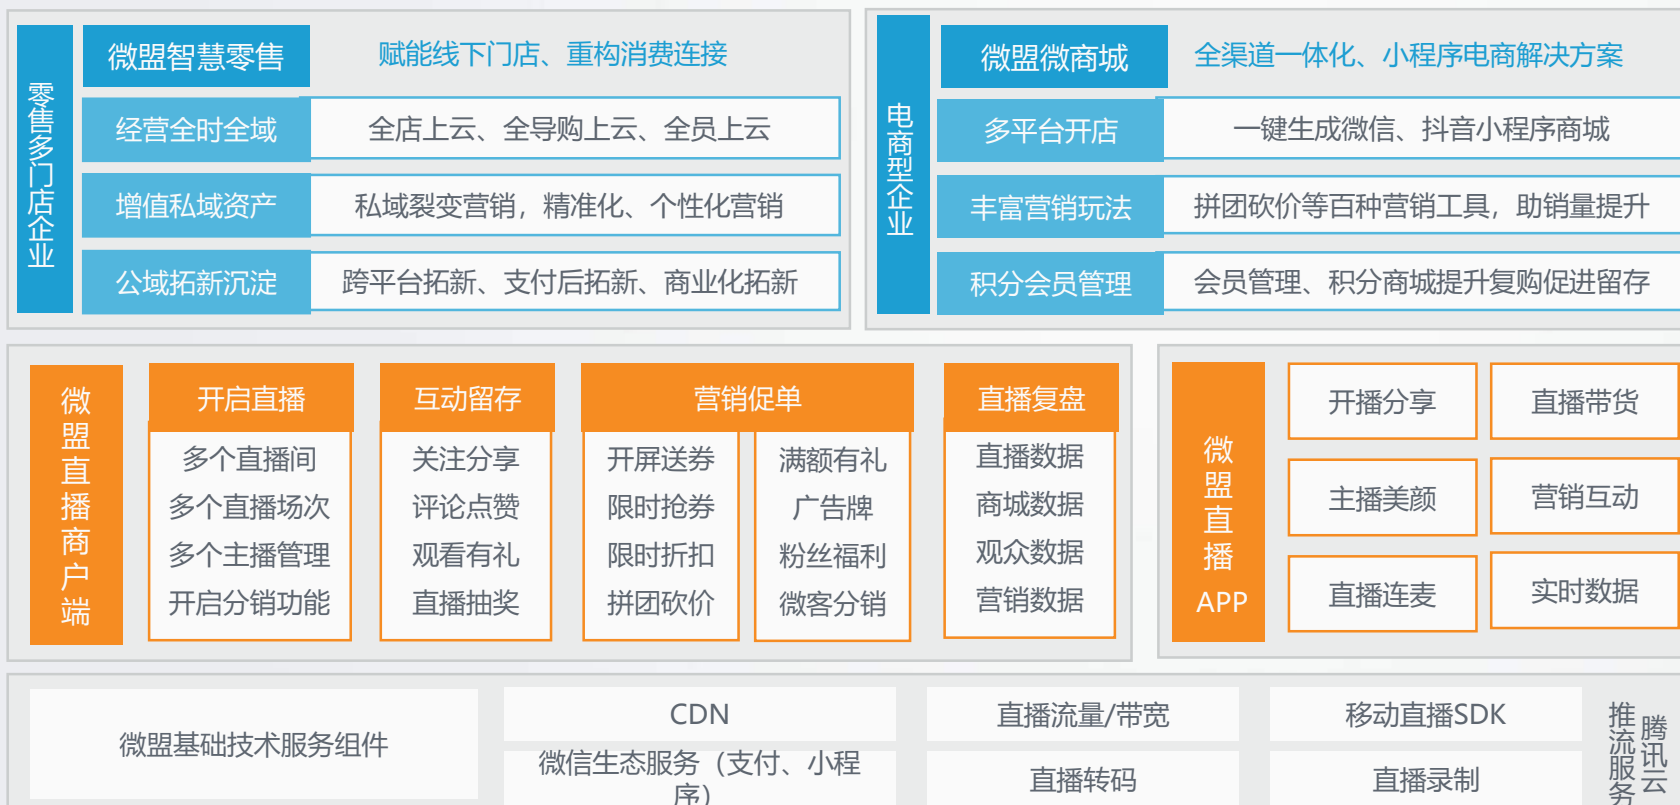 零售多门店企业
微盟智慧零售
赋能线下门店、重构消费连接
经营全时全域
全店上云、全导购上云、全员上云
增值私域资产
私域裂变营销，精准化、个性化营销
公域拓新沉淀
跨平台拓新、支付后拓新、商业化拓新
电商型企业
微盟微商城
全渠道一体化、小程序电商解决方案
多平台开店
一键生成微信、抖音小程序商城
丰富营销玩法
拼团砍价等百种营销工具，助销量提升
积分会员管理
会员管理、积分商城提升复购促进留存
微盟直播商户端
开启直播
多个直播间
多个直播场次
多个主播管理
开启分销功能
互动留存
关注分享
评论点赞
观看有礼
直播抽奖
营销促单
开屏送券
限时抢券
限时折扣
拼团砍价
满额有礼
广告牌
粉丝福利
微客分销
直播复盘
直播数据
商城数据
观众数据
营销数据
微盟直播
APP
开播分享
直播带货
主播美颜
营销互动
直播连麦
实时数据
微盟基础技术服务组件
CDN
微信生态服务（支付、小程
序）
直播流量/带宽
直播转码
移动直播SDK
直播录制
腾讯云
推流服务